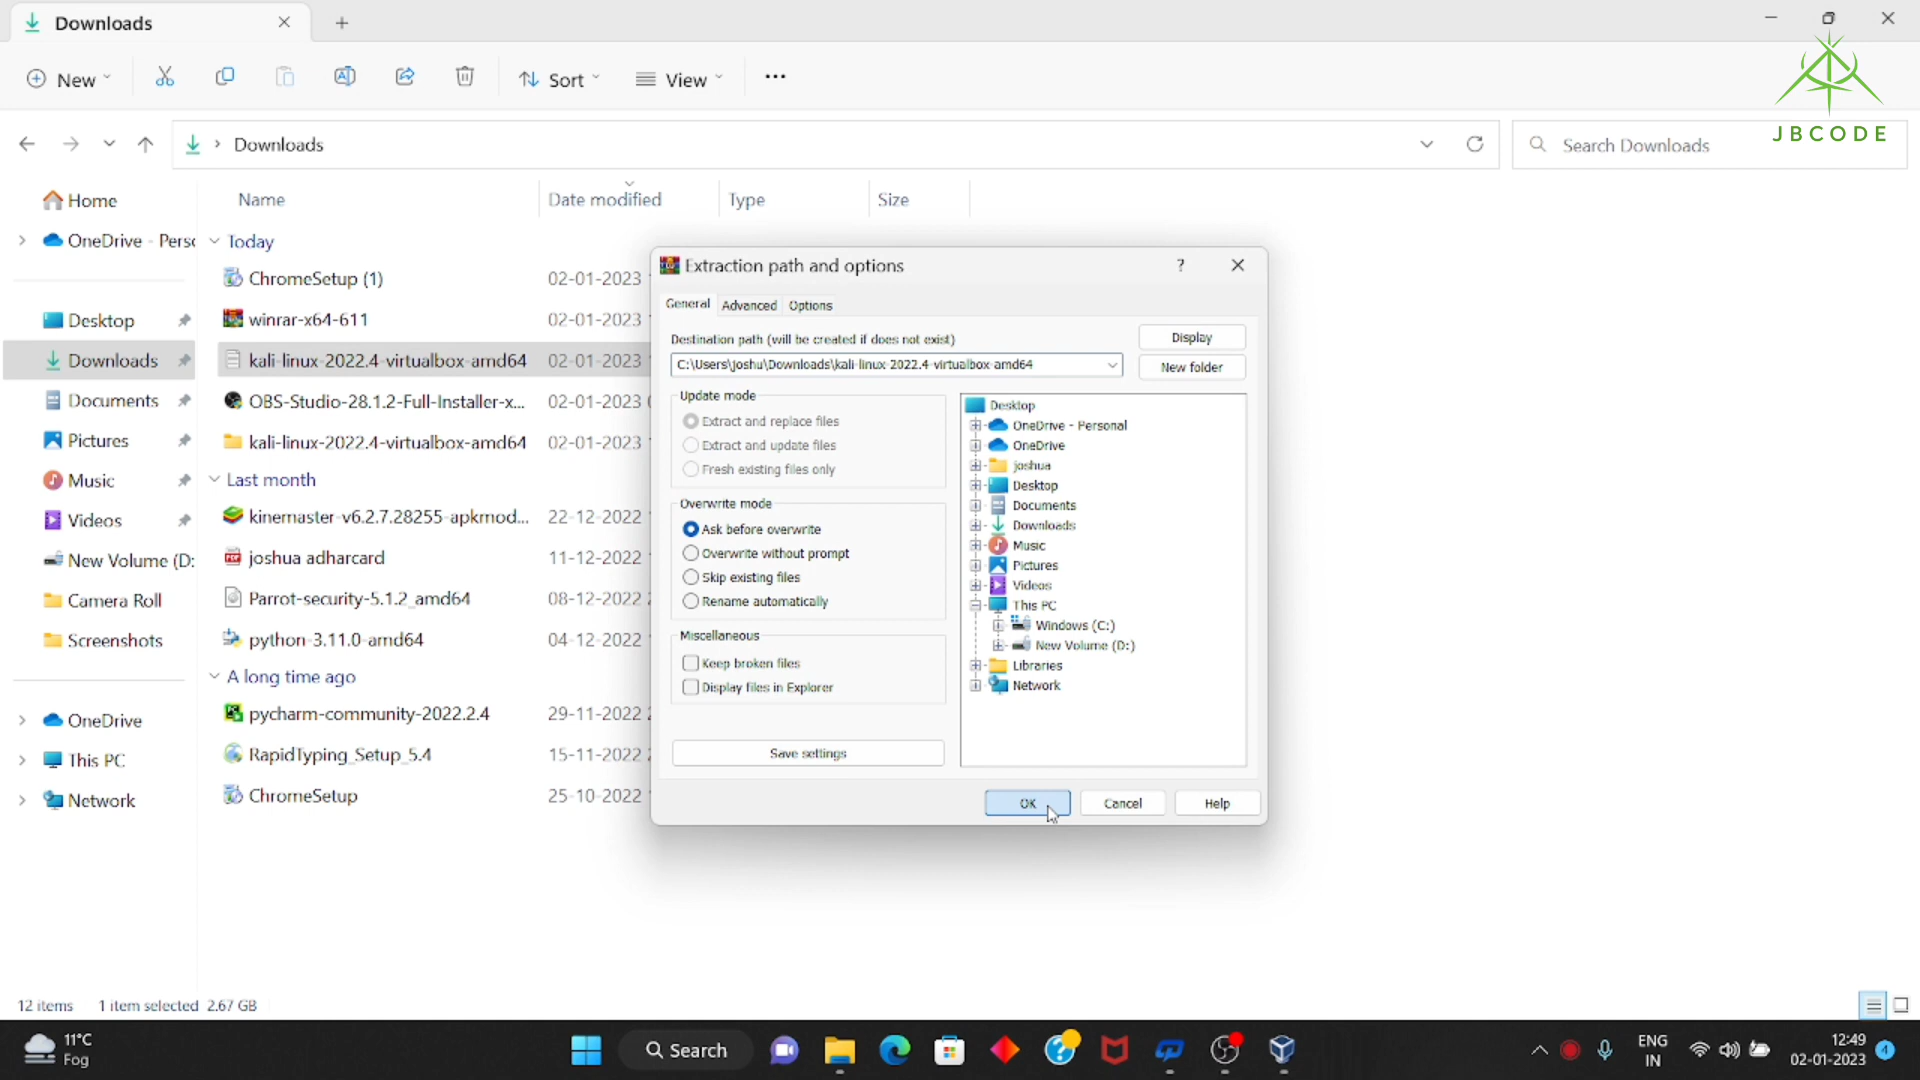 Downloads
New
Sort
View
JBCODE
Downloads
Search Downloads
Name
Date modified
Type
Size
Home
OneDrive - Perso
Desktop
Downloads
Documents
Pictures
Music
Videos
New Volume (D:
Camera Roll
Screenshots
OneDrive
This PC
Network
Today
ChromeSetup (1)
02-01-2023
winrar-x64-611
02-01-2023
kali-linux-2022.4-virtualbox-amd64
02-01-2023
OBS-Studio-28.1.2-Full-Installer-x...
02-01-2023
kali-linux-2022.4-virtualbox-amd64
02-01-2023
Last month
kinemaster-v6.2.7.28255-apkmod...
22-12-2022
joshua adharcard
11-12-2022
Parrot-security-5.1.2_amd64
08-12-2022
python-3.11.0-amd64
04-12-2022
A long time ago
pycharm-community-2022.2.4
29-11-2022
RapidTyping_Setup_5.4
15-11-2022
ChromeSetup
25-10-2022
Extraction path and options
?
General
Advanced
Options
Destination path (will be created if does not exist)
C:\Users\joshu\Downloads\kali-linux-2022.4-virtualbox-amd64
Display
New folder
Update mode
Extract and replace files
Extract and update files
Fresh existing files only
Overwrite mode
Ask before overwrite
Overwrite without prompt
Skip existing files
Rename automatically
Miscellaneous
Keep broken files
Display files in Explorer
Save settings
Desktop
OneDrive - Personal
OneDrive
joshua
Desktop
Documents
Downloads
Music
Pictures
Videos
This PC
Windows (C:)
New Volume (D:)
Libraries
Network
OK
Cancel
Help
12 items
1 item selected 2.67 GB
11°C
Fog
Search
ENG
IN
12:49
02-01-2023
4